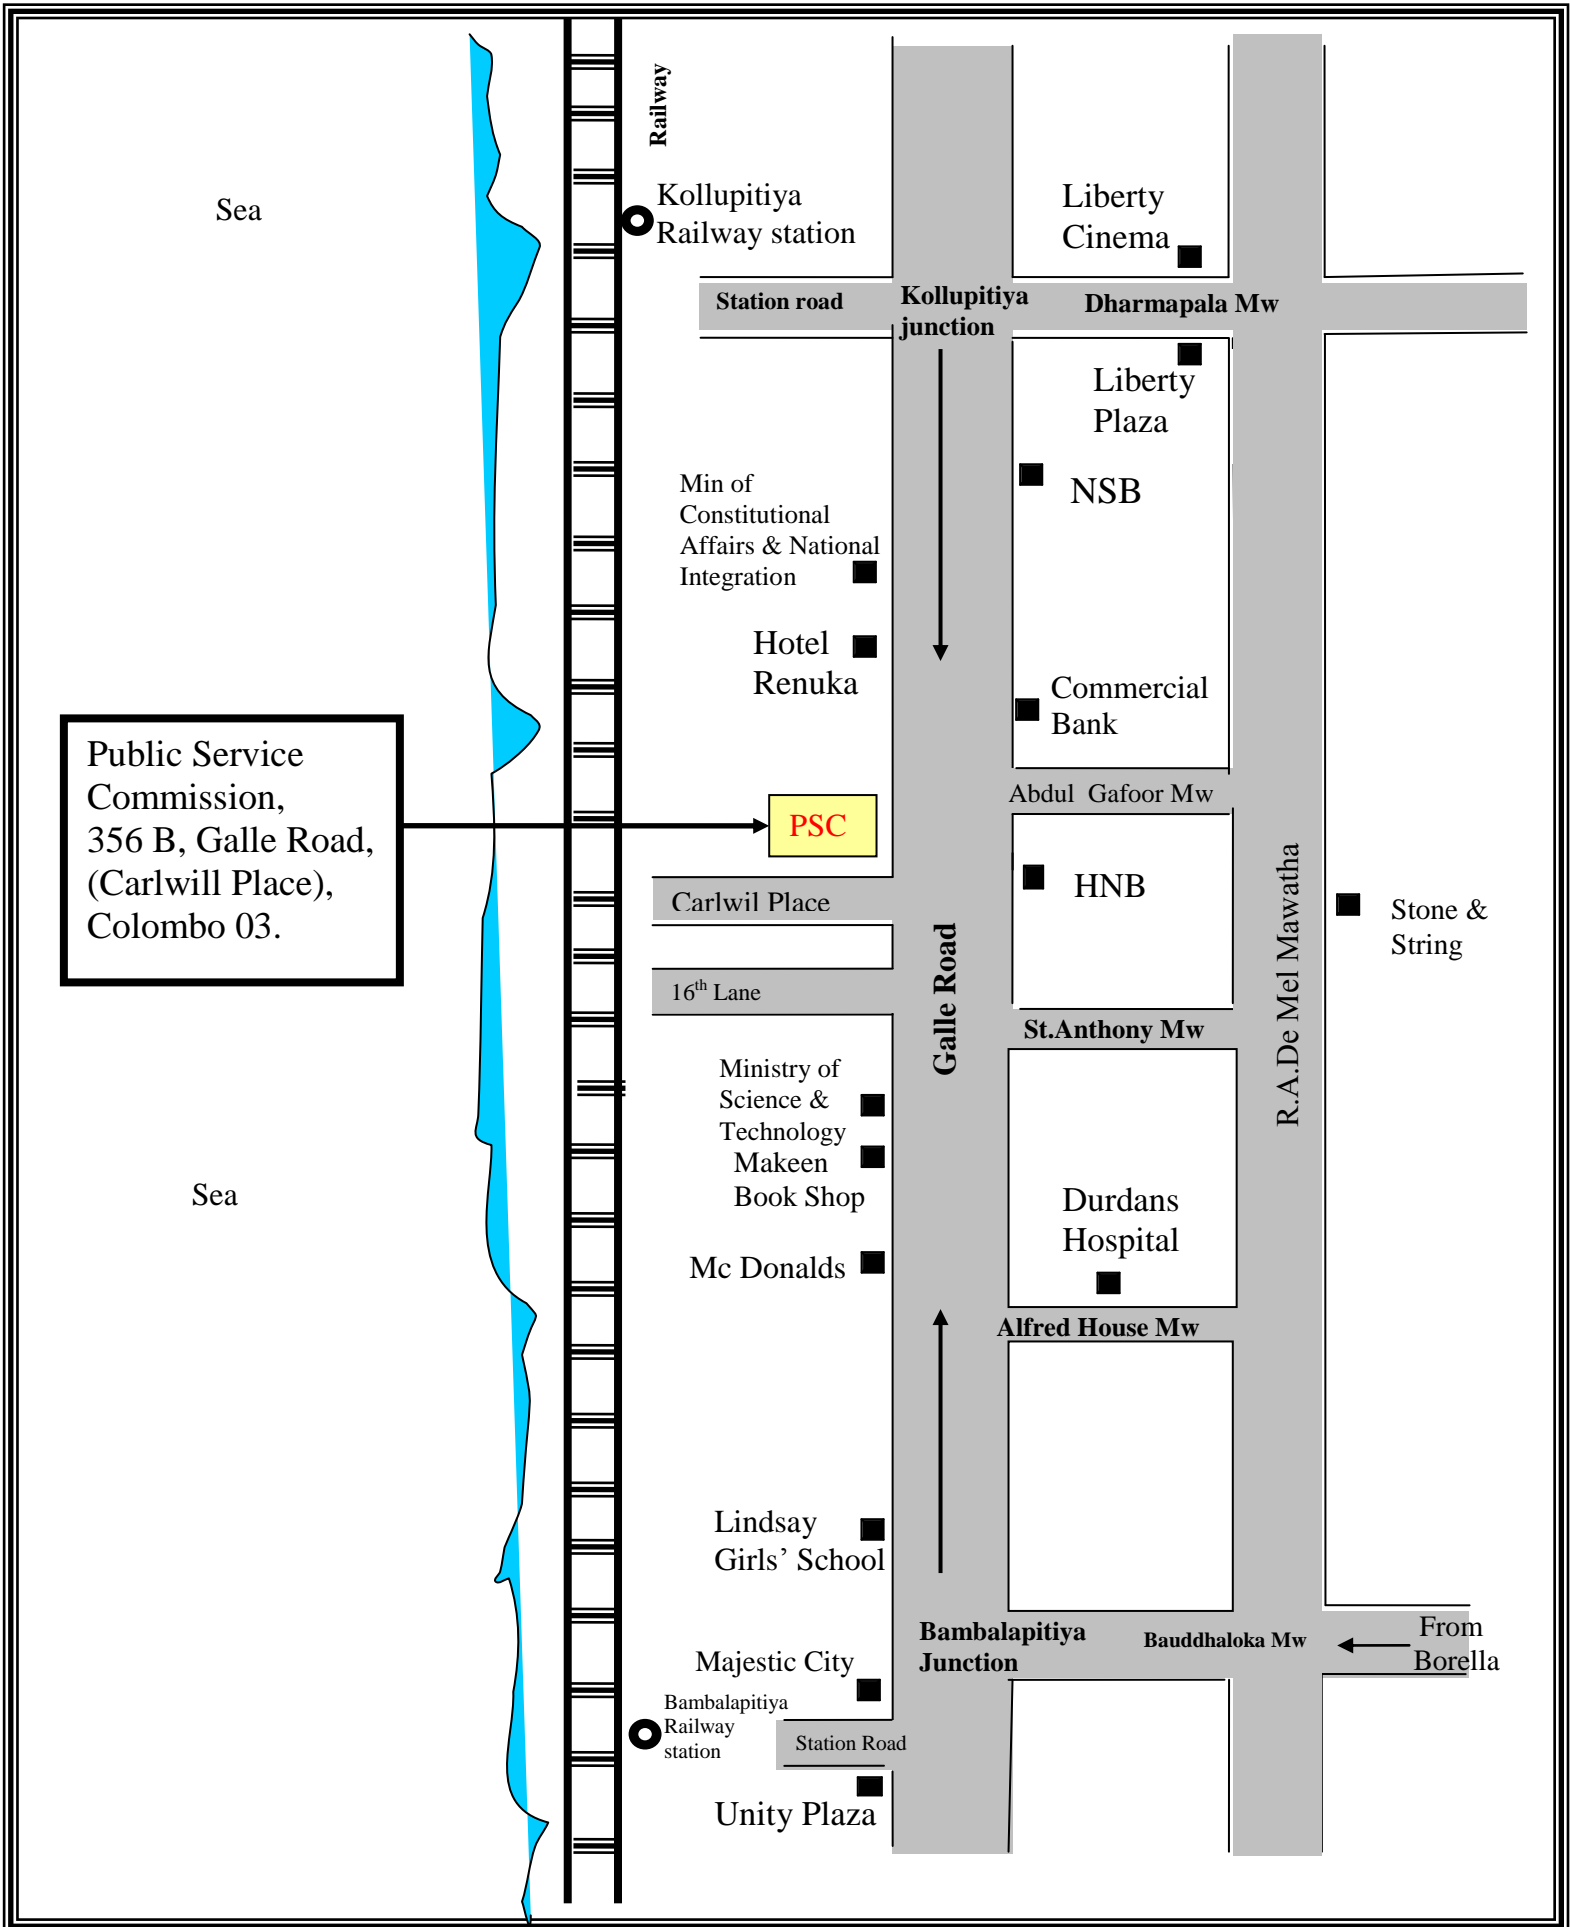 Railway
Sea
Kollupitiya
Railway station
Liberty
Cinema
Station road
Kollupitiya
junction
Dharmapala Mw
Liberty
Plaza
Min of
Constitutional
Affairs & National
Integration
NSB
Hotel
Renuka
Commercial
Bank
Public Service
Commission,
356 B, Galle Road,
(Carlwill Place),
Colombo 03.
PSC
Abdul Gafoor Mw
Carlwil Place
HNB
Stone &
String
R.A.De Mel Mawatha
Galle Road
16th Lane
St.Anthony Mw
Ministry of
Science &
Technology
Makeen
Book Shop
Sea
Durdans
Hospital
Mc Donalds
Alfred House Mw
Lindsay
Girls’ School
Bambalapitiya
Junction
Bauddhaloka Mw
From
Borella
Majestic City
Bambalapitiya
Railway
station
Station Road
Unity Plaza